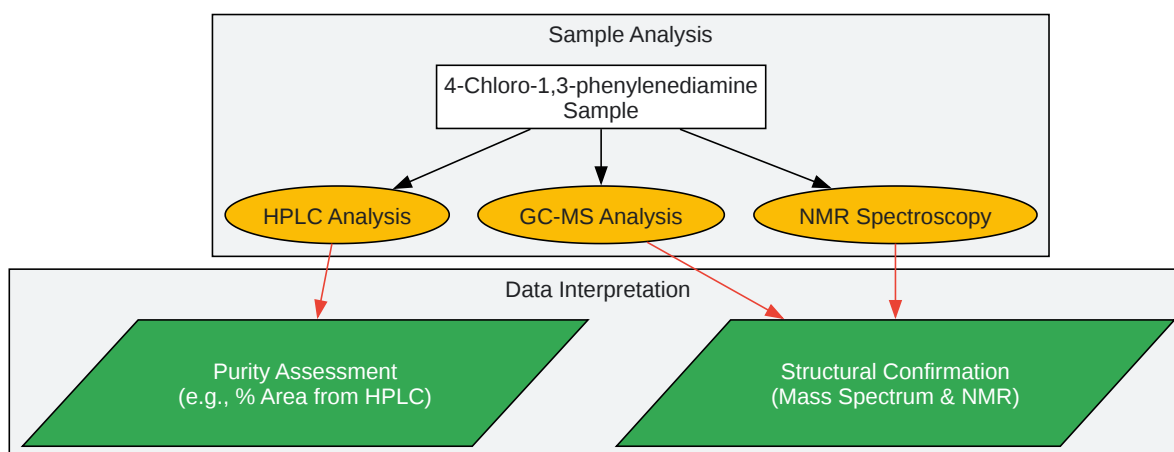 Sample Analysis
4-Chloro-1,3-phenylenediamine
Sample
HPLC Analysis
GC-MS Analysis
NMR Spectroscopy
Data Interpretation
Purity Assessment
(e.g., % Area from HPLC)
Structural Confirmation
(Mass Spectrum & NMR)